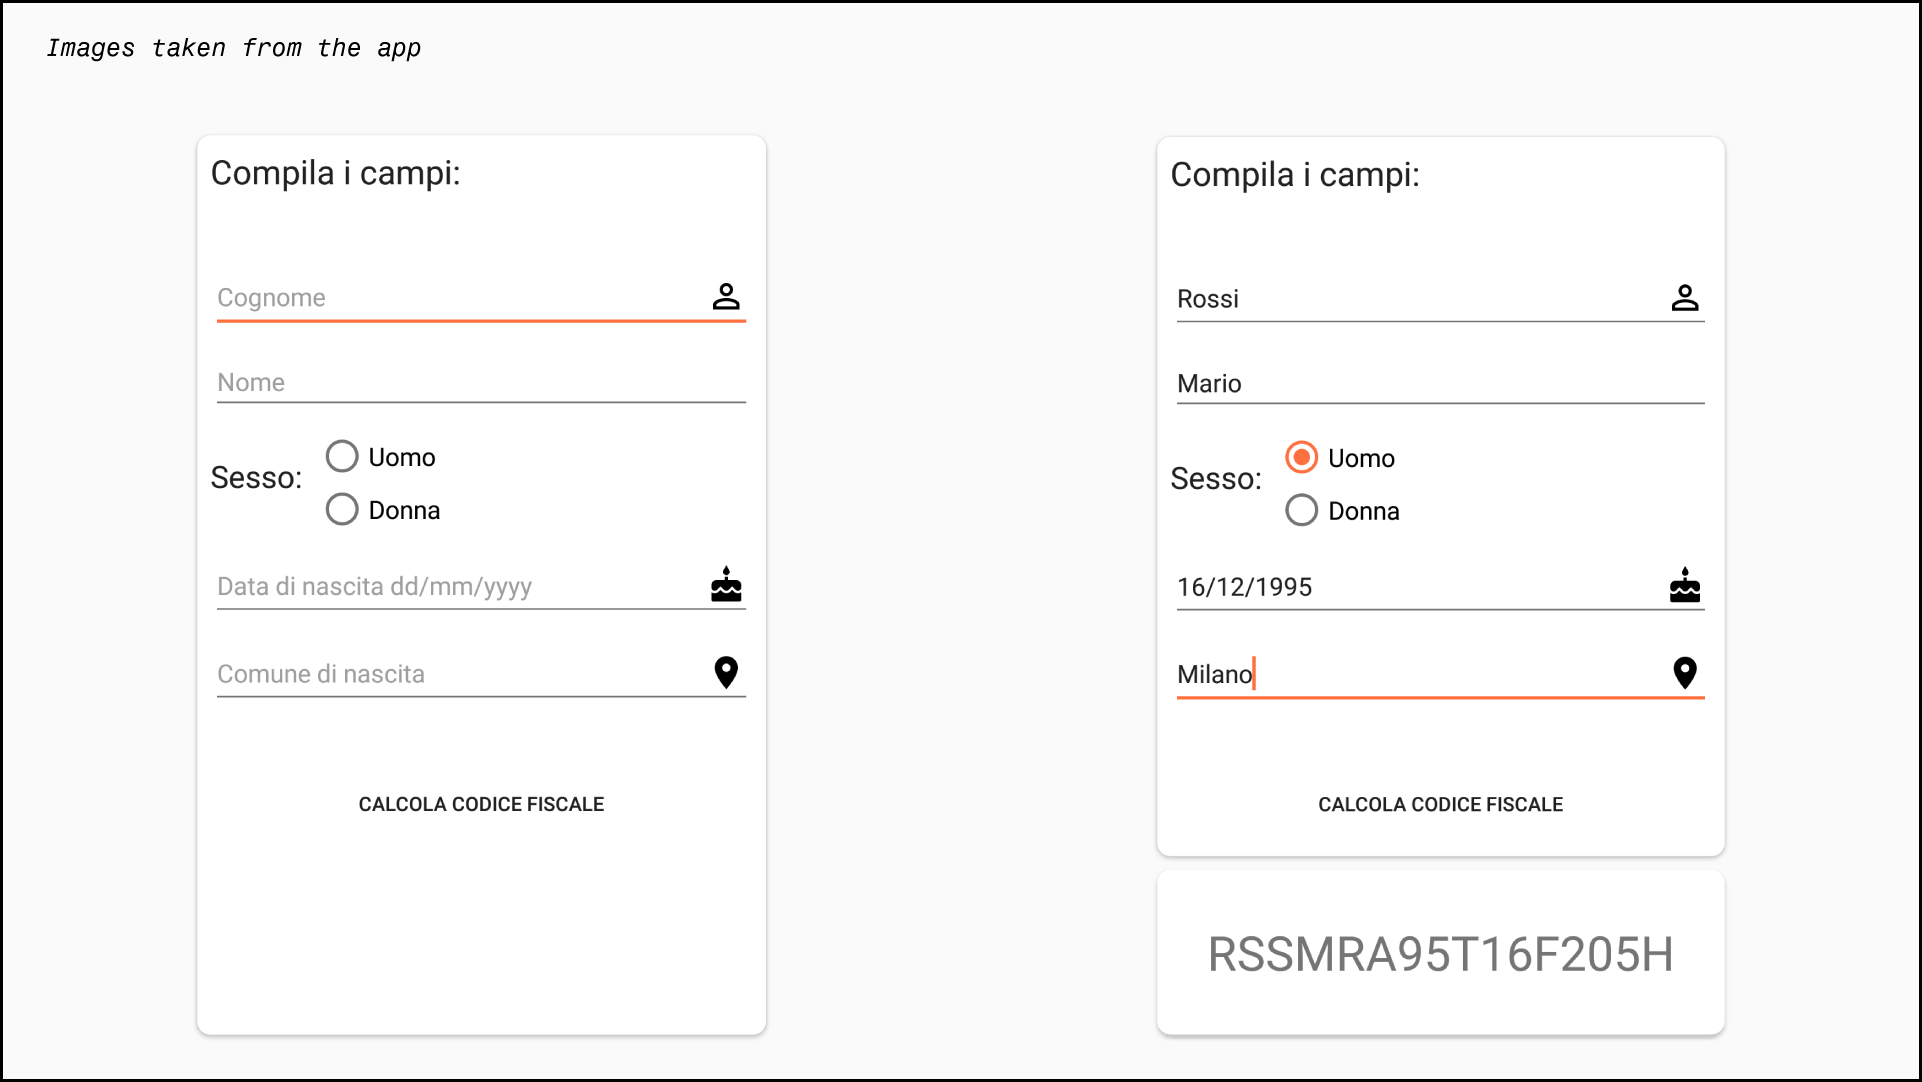 Images taken from the app
Compila i campi:
Cognome
Nome
Sesso:
Uomo
Donna
Data di nascita dd/mm/yyyy
Comune di nascita
CALCOLA CODICE FISCALE
Compila i campi:
Rossi
Mario
Sesso:
Uomo
Donna
16/12/1995
Milano
CALCOLA CODICE FISCALE
RSSMRA95T16F205H